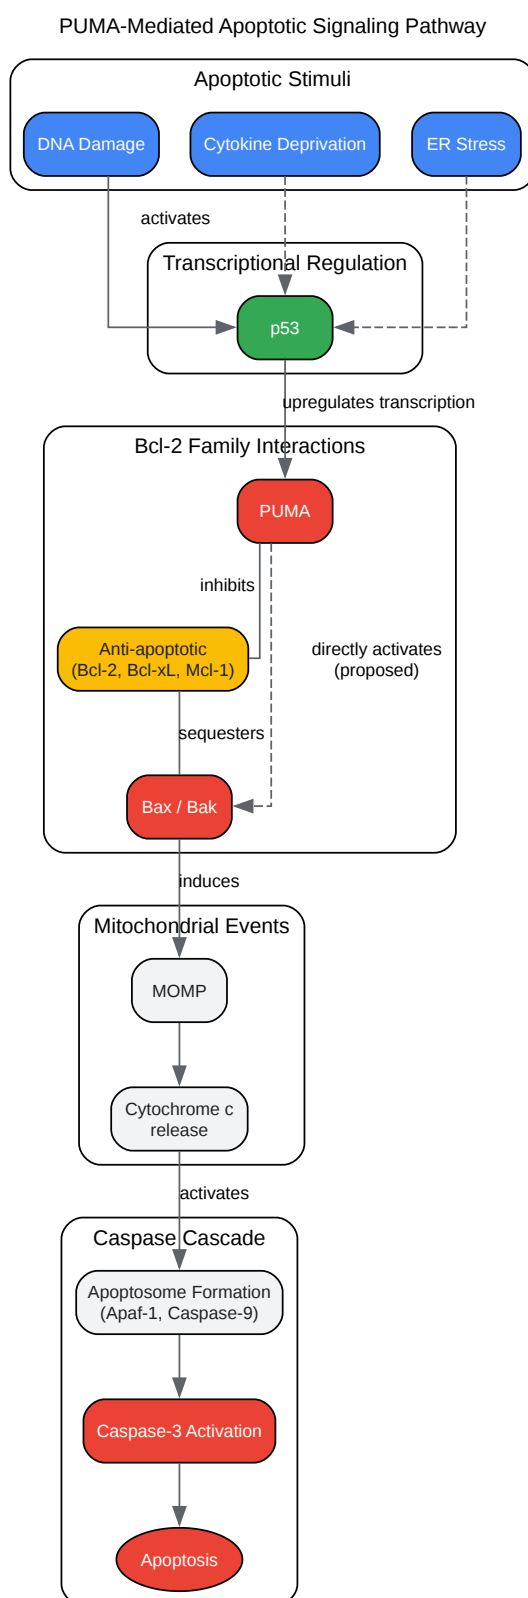 PUMA-Mediated Apoptotic Signaling Pathway
Apoptotic Stimuli
DNA Damage
Cytokine Deprivation
ER Stress
activates
Transcriptional Regulation
p53
upregulates transcription
Bcl-2 Family Interactions
PUMA
inhibits
Anti-apoptotic
(Bcl-2, Bcl-xL, Mcl-1)
directly activates
(proposed)
sequesters
Bax / Bak
induces
Mitochondrial Events
MOMP
Cytochrome c
release
activates
Caspase Cascade
Apoptosome Formation
(Apaf-1, Caspase-9)
Caspase-3 Activation
Apoptosis